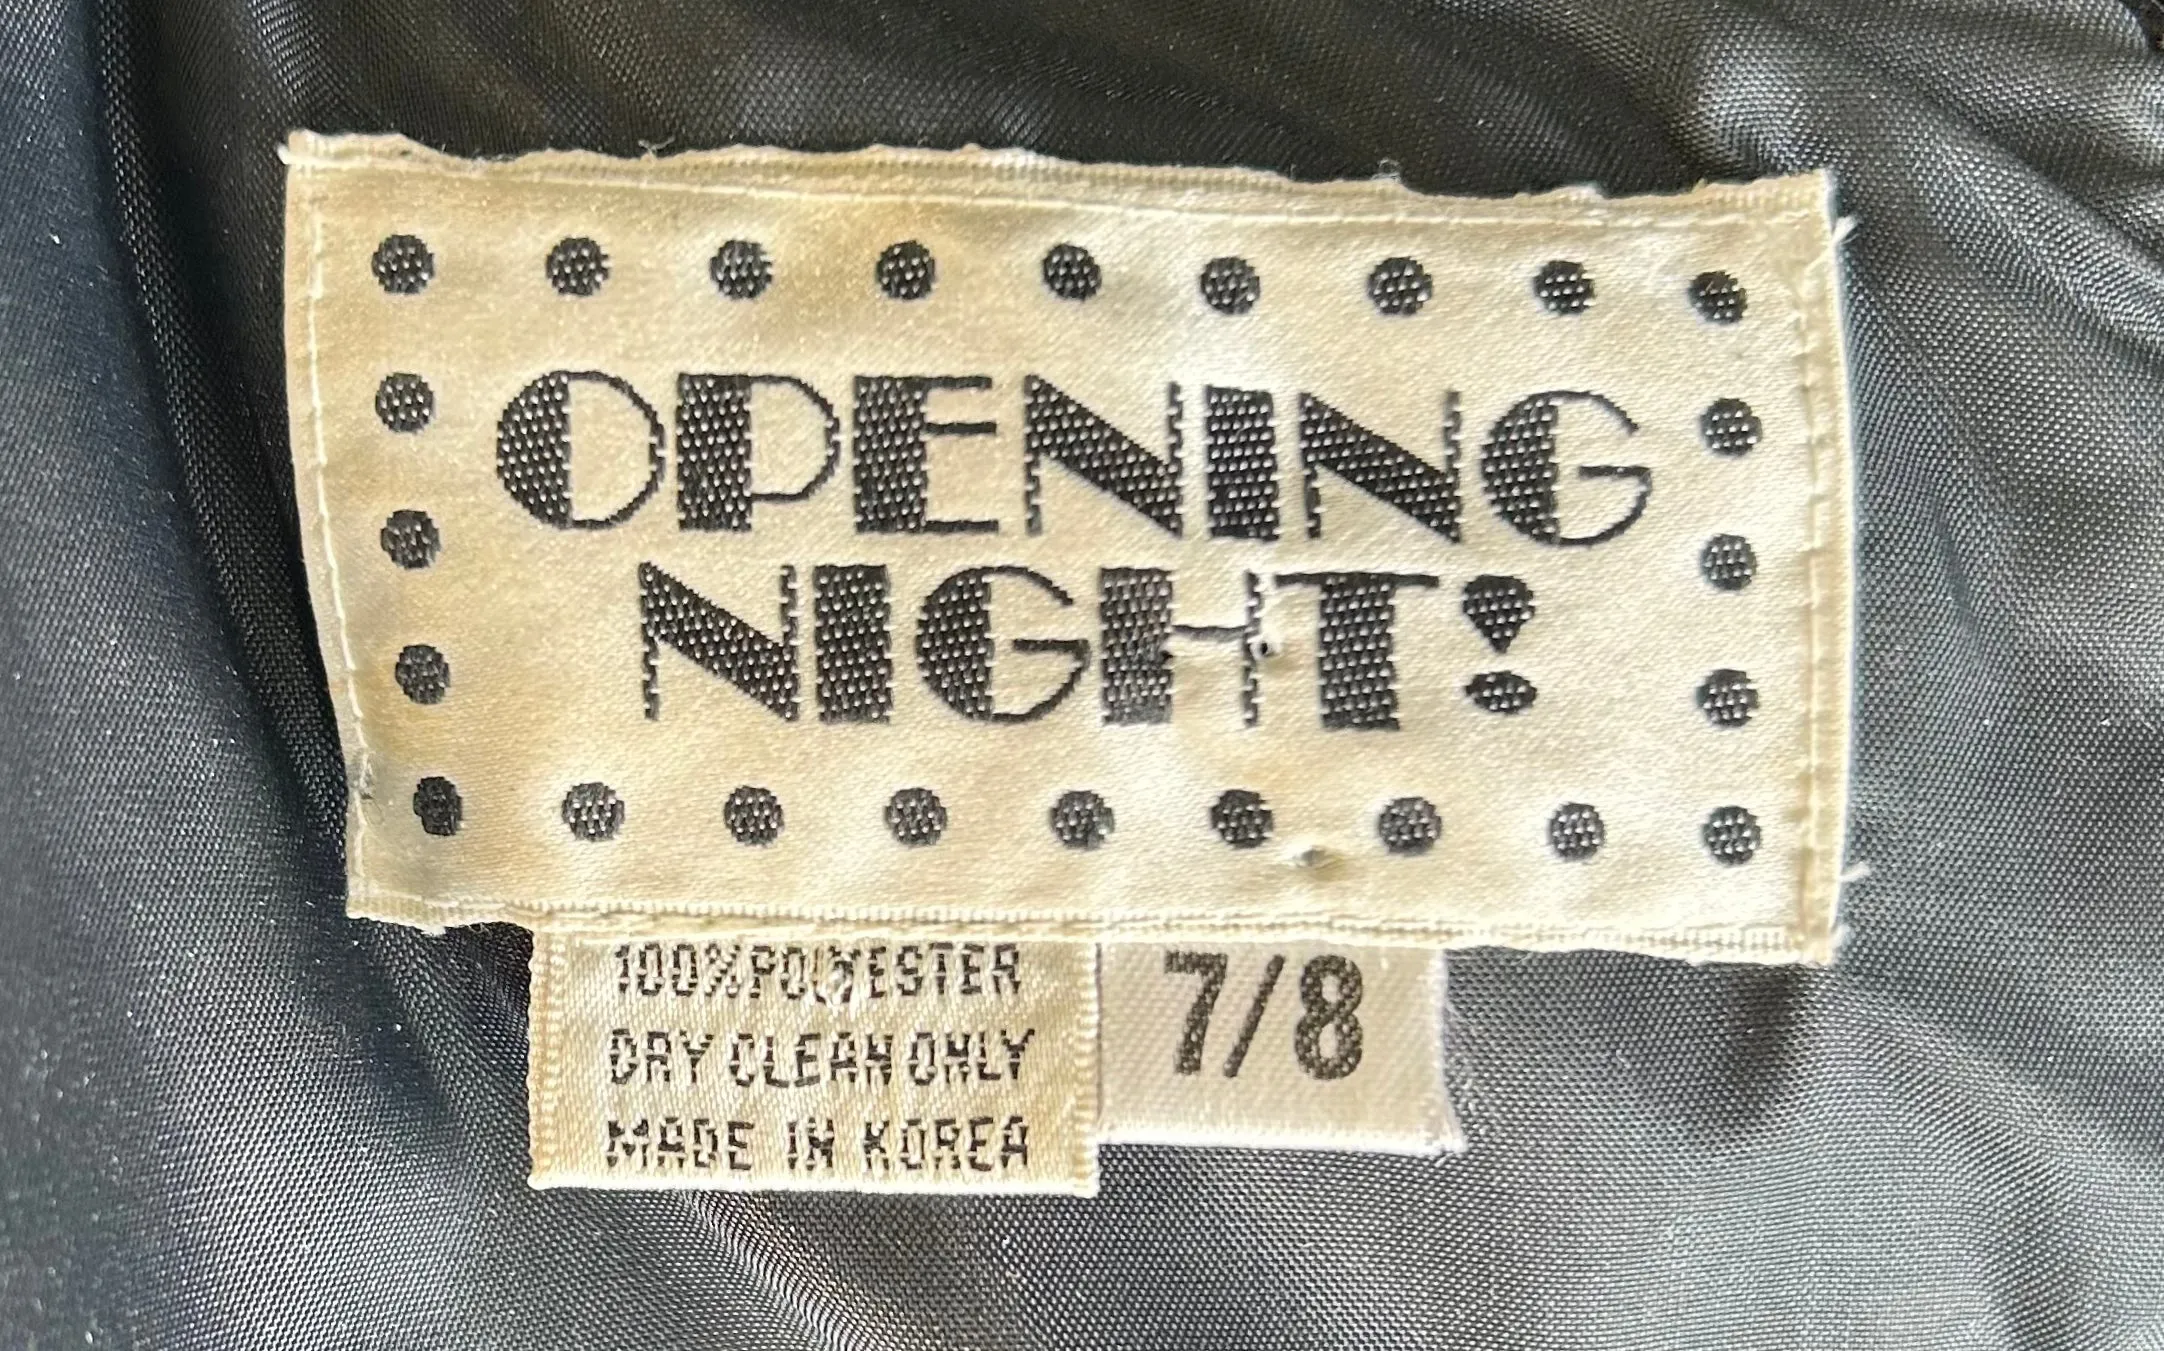 OPENING
NIGHT!
100%POLYESTER
DRY CLEAN ONLY
MADE IN KOREA
7/8